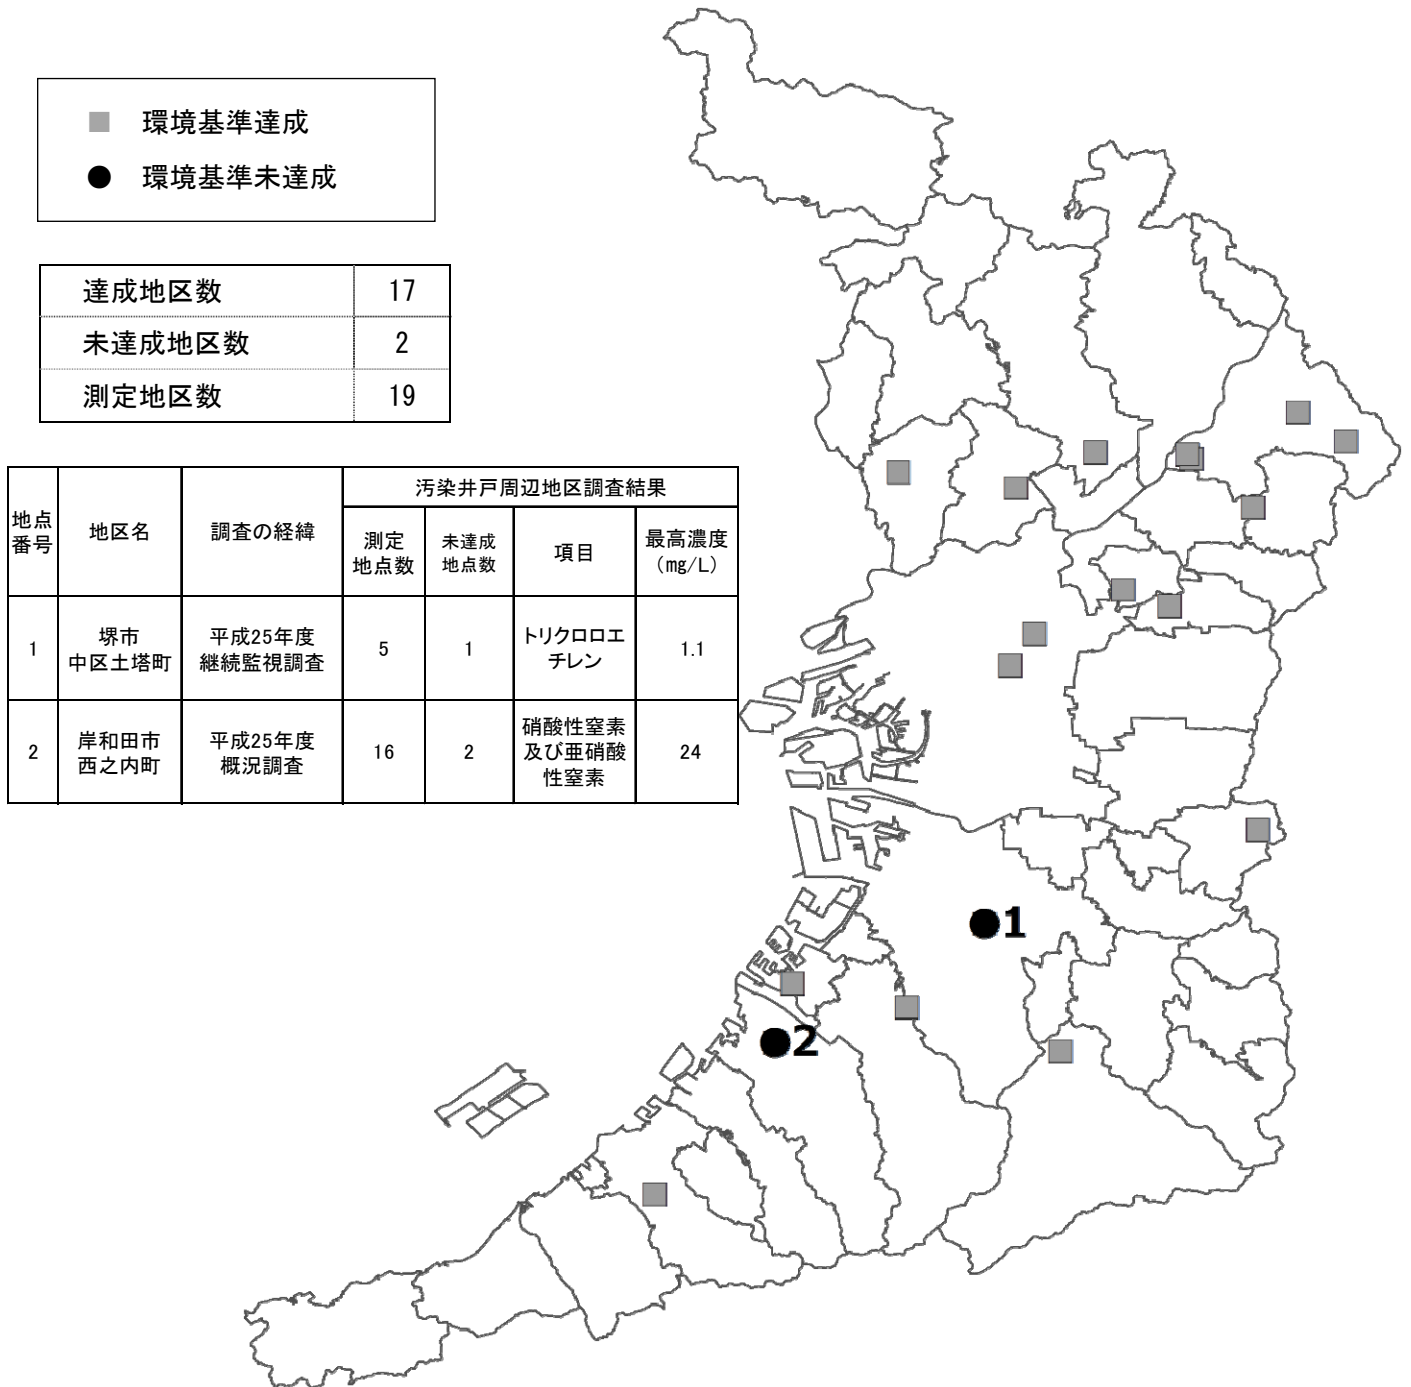 環境基準達成
環境基準未達成
達成地区数 17
未達成地区数 2
測定地区数 19
地点
番号
地区名
調査の経緯
汚染井戸周辺地区調査結果
測定
地点数
未達成
地点数
項目
最高濃度
(mg/L)
1
堺市
中区土塔町
平成25年度
継続監視調査
5
1
トリクロロエ
チレン
1.1
2
岸和田市
西之内町
平成25年度
概況調査
16
2
硝酸性窒素
及び亜硝酸
性窒素
24
1
2